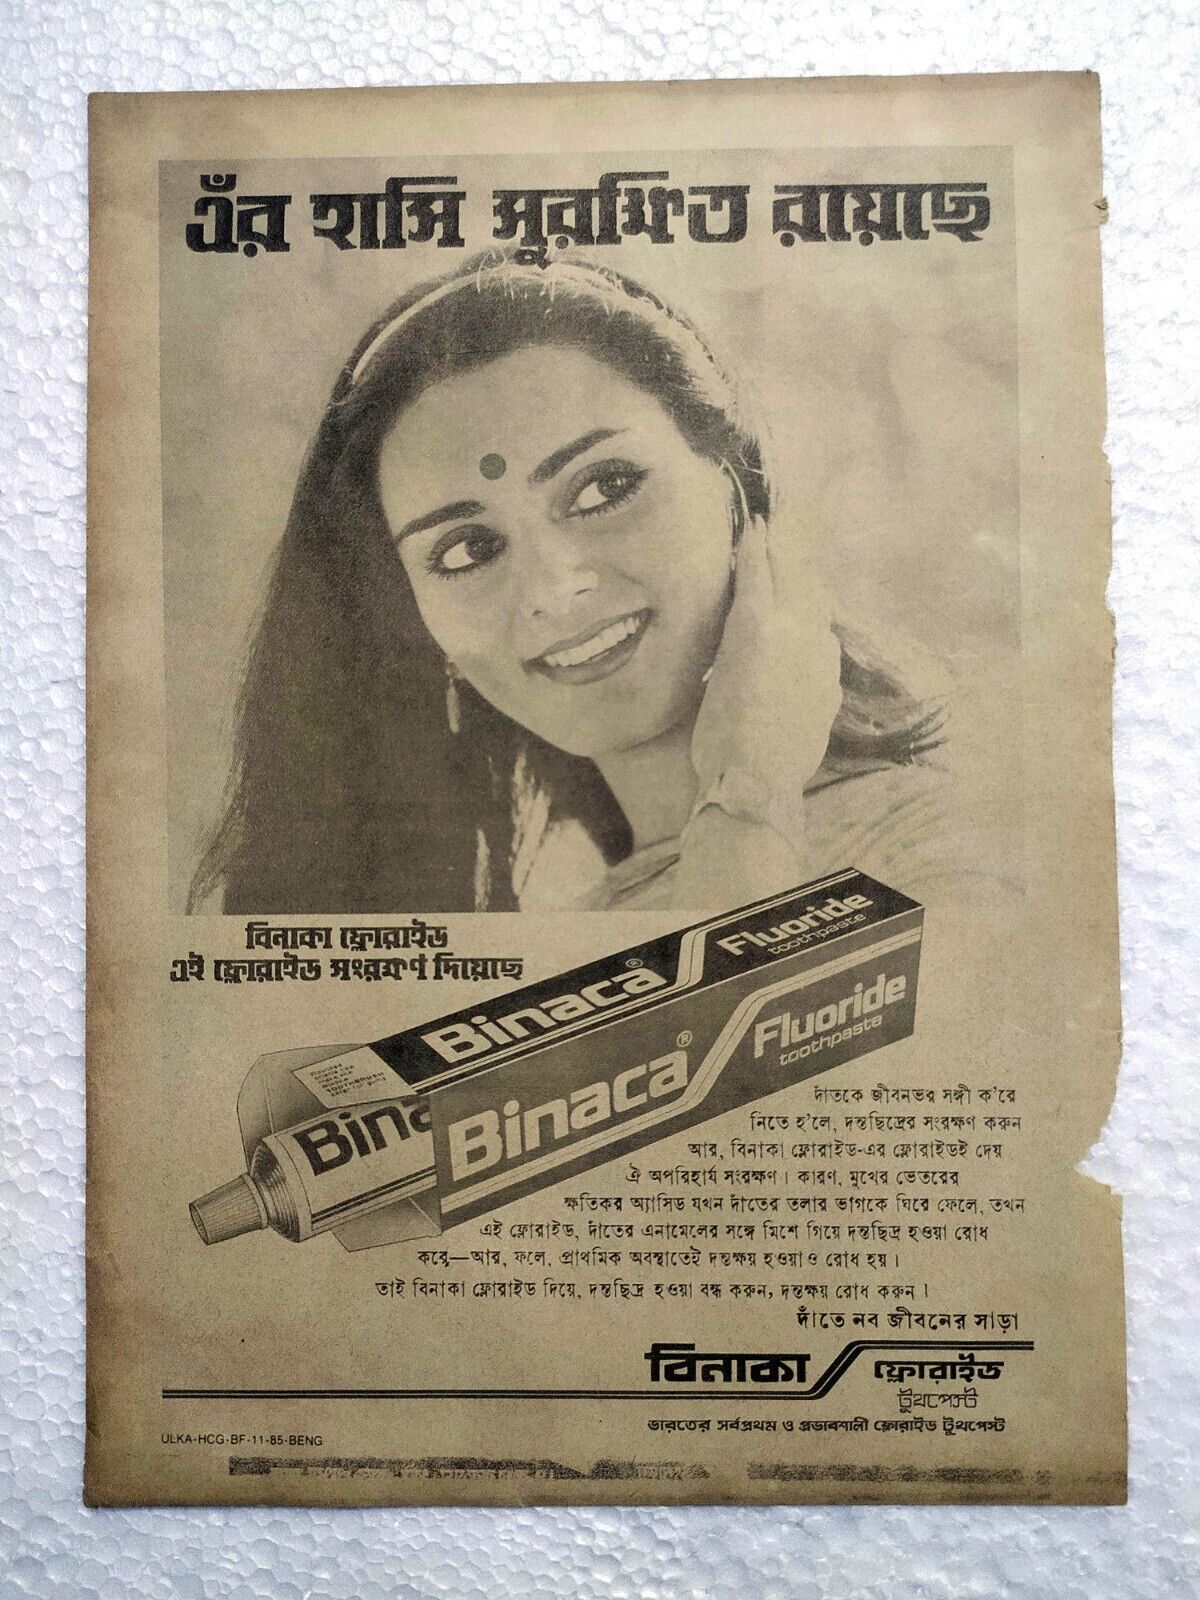 এঁর হাসি সুরক্ষিত রয়েছে
বিনাকা ফ্লোরাইড
এই ফ্লোরাইড সংরক্ষণ দিয়েছে
Binaca® Fluoride
toothpaste
Binaca® Fluoride
toothpaste
Bina
TOOTHBRUSH
দাঁতকে জীবনভর সঙ্গী ক'রে
নিতে হ'লে, দন্তছিদ্রের সংরক্ষণ করুন
আর, বিনাকা ফ্লোরাইড-এর ফ্লোরাইডই দেয়
ঐ অপরিহার্য সংরক্ষণ। কারণ, মুখের ভেতরের
ক্ষতিকর অ্যাসিড যখন দাঁতের তলার ভাগকে ঘিরে ফেলে, তখন
এই ফ্লোরাইড, দাঁতের এনামেলের সঙ্গে মিশে গিয়ে দন্তছিদ্র হওয়া রোধ
করে—আর, ফলে, প্রাথমিক অবস্থাতেই দন্তক্ষয় হওয়াও রোধ হয়।
তাই বিনাকা ফ্লোরাইড দিয়ে, দন্তছিদ্র হওয়া বন্ধ করুন, দন্তক্ষয় রোধ করুন।
দাঁতে নব জীবনের সাড়া
বিনাকা ফ্লোরাইড
টুথপেস্ট
ভারতের সর্বপ্রথম ও প্রভাবশালী ফ্লোরাইড টুথপেস্ট
ULKA-HCG-BF-11-85-BENG